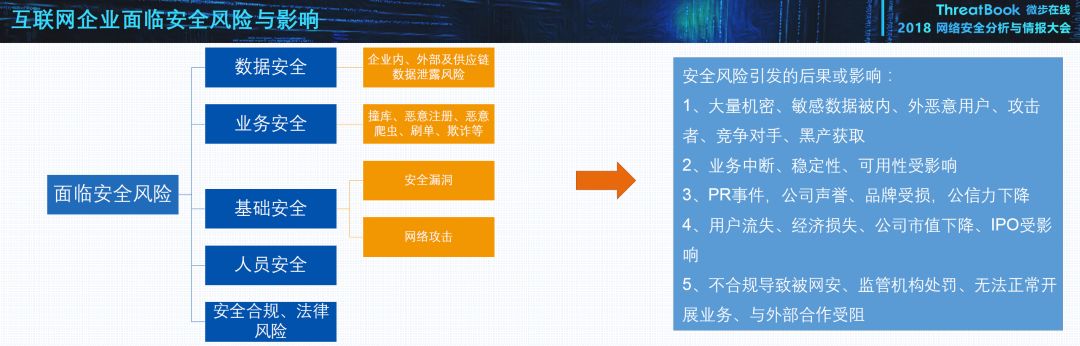 互联网企业面临安全风险与影响
ThreatBook 微步在线
2018 网络安全分析与情报大会
面临安全风险
数据安全
企业内、外部及供应链
数据泄露风险
业务安全
撞库、恶意注册、恶意
爬虫、刷单、欺诈等
基础安全
安全漏洞
网络攻击
人员安全
安全合规、法律
风险
安全风险引发的后果或影响：
1、大量机密、敏感数据被内、外恶意用户、攻击
者、竞争对手、黑产获取
2、业务中断、稳定性、可用性受影响
3、PR事件，公司声誉、品牌受损，公信力下降
4、用户流失、经济损失、公司市值下降、IPO受影
响
5、不合规导致被网安、监管机构处罚、无法正常开
展业务、与外部合作受阻